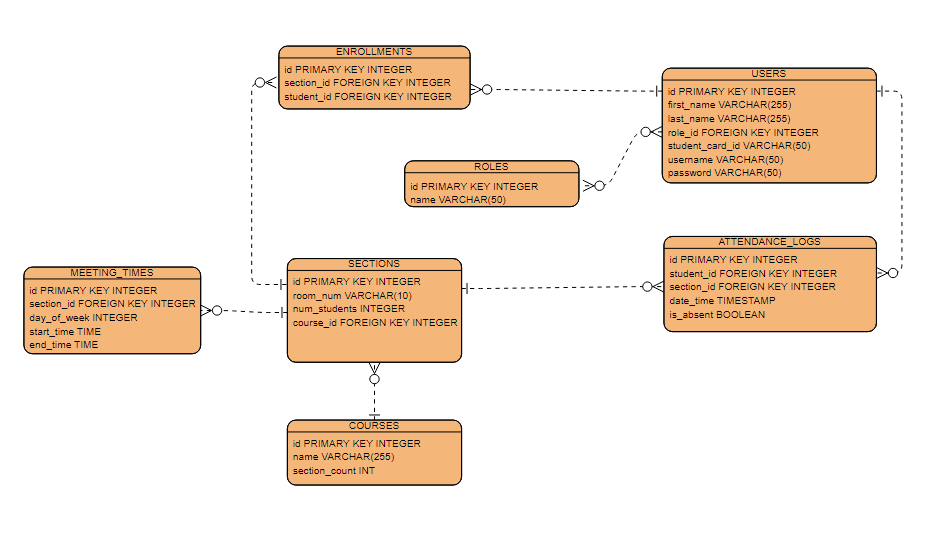 ENROLLMENTS
id PRIMARY KEY INTEGER
section_id FOREIGN KEY INTEGER
student_id FOREIGN KEY INTEGER
USERS
id PRIMARY KEY INTEGER
first_name VARCHAR(255)
last_name VARCHAR(255)
role_id FOREIGN KEY INTEGER
student_card_id VARCHAR(50)
username VARCHAR(50)
password VARCHAR(50)
ROLES
id PRIMARY KEY INTEGER
name VARCHAR(50)
ATTENDANCE_LOGS
id PRIMARY KEY INTEGER
student_id FOREIGN KEY INTEGER
section_id FOREIGN KEY INTEGER
date_time TIMESTAMP
is_absent BOOLEAN
MEETING_TIMES
id PRIMARY KEY INTEGER
section_id FOREIGN KEY INTEGER
day_of_week INTEGER
start_time TIME
end_time TIME
SECTIONS
id PRIMARY KEY INTEGER
room_num VARCHAR(10)
num_students INTEGER
course_id FOREIGN KEY INTEGER
COURSES
id PRIMARY KEY INTEGER
name VARCHAR(255)
section_count INT